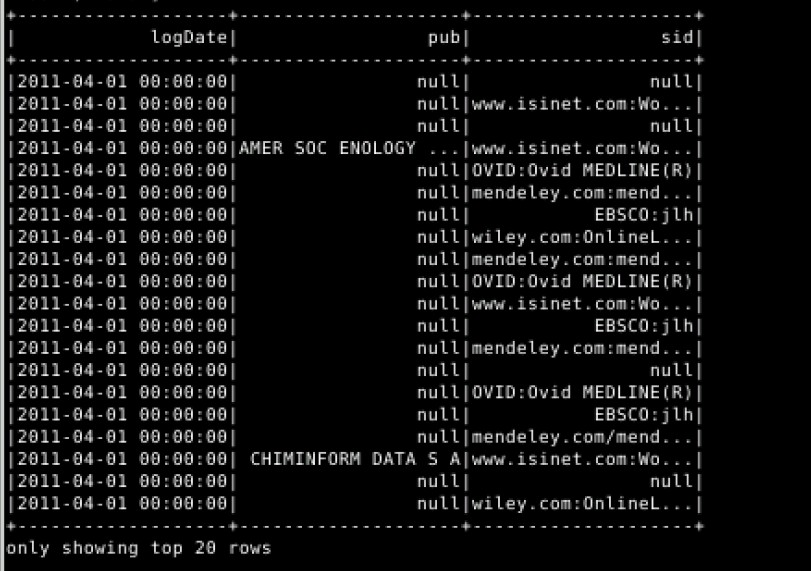 +-------------------+--------------------+--------------------+
|            logDate|                 pub|                 sid|
+-------------------+--------------------+--------------------+
|2011-04-01 00:00:00|                null|                null|
|2011-04-01 00:00:00|                null|www.isinet.com:Wo...|
|2011-04-01 00:00:00|                null|                null|
|2011-04-01 00:00:00|AMER SOC ENOLOGY ...|www.isinet.com:Wo...|
|2011-04-01 00:00:00|                null|OVID:Ovid MEDLINE(R)|
|2011-04-01 00:00:00|                null|mendeley.com:mend...|
|2011-04-01 00:00:00|                null|           EBSCO:jlh|
|2011-04-01 00:00:00|                null|wiley.com:OnlineL...|
|2011-04-01 00:00:00|                null|mendeley.com:mend...|
|2011-04-01 00:00:00|                null|OVID:Ovid MEDLINE(R)|
|2011-04-01 00:00:00|                null|www.isinet.com:Wo...|
|2011-04-01 00:00:00|                null|           EBSCO:jlh|
|2011-04-01 00:00:00|                null|mendeley.com:mend...|
|2011-04-01 00:00:00|                null|                null|
|2011-04-01 00:00:00|                null|OVID:Ovid MEDLINE(R)|
|2011-04-01 00:00:00|                null|           EBSCO:jlh|
|2011-04-01 00:00:00|                null|mendeley.com/mend...|
|2011-04-01 00:00:00| CHIMINFORM DATA S A|www.isinet.com:Wo...|
|2011-04-01 00:00:00|                null|                null|
|2011-04-01 00:00:00|                null|wiley.com:OnlineL...|
+-------------------+--------------------+--------------------+
only showing top 20 rows